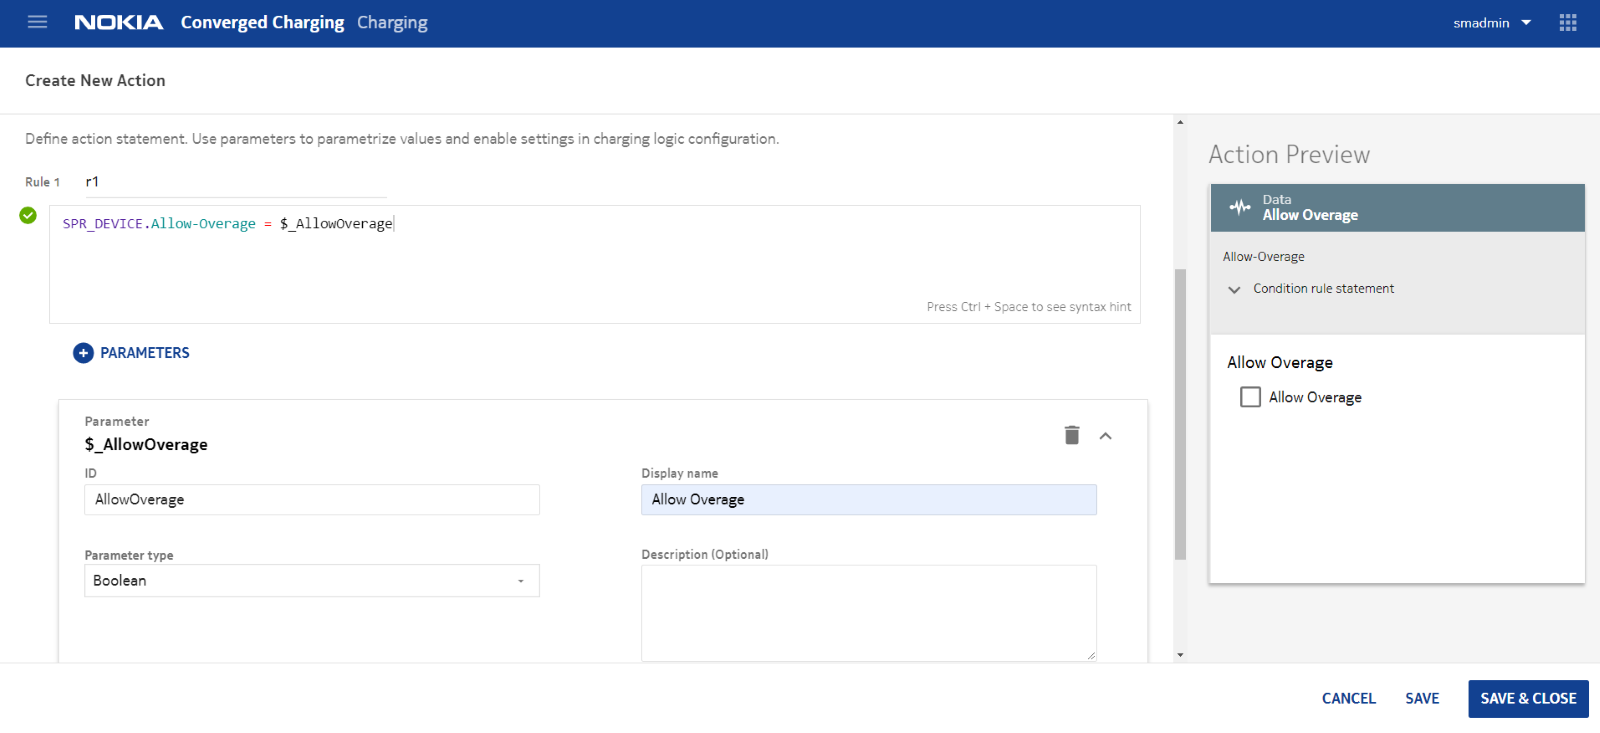 NOKIA Converged Charging Charging
smadmin
Create New Action
Define action statement. Use parameters to parametrize values and enable settings in charging logic configuration.
Rule 1 r1
SPR_DEVICE.Allow-Overage = $_AllowOverage
Press Ctrl + Space to see syntax hint
PARAMETERS
Parameter
$_AllowOverage
ID
AllowOverage
Display name
Allow Overage
Parameter type
Boolean
Description (Optional)
Action Preview
Data
Allow Overage
Allow-Overage
Condition rule statement
Allow Overage
Allow Overage
CANCEL
SAVE
SAVE & CLOSE